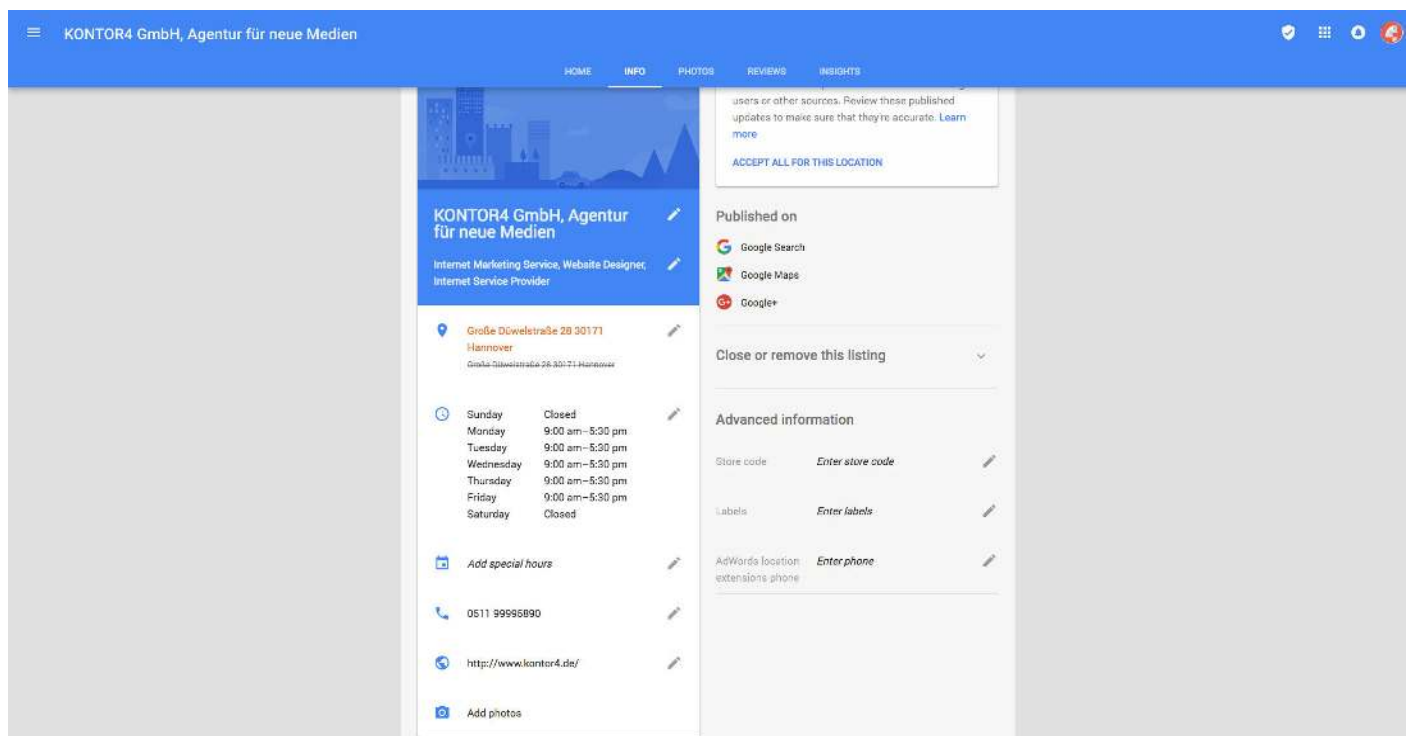 KONTOR4 GmbH, Agentur für neue Medien
HOME INFO PHOTOS REVIEWS INSIGHTS
users or other sources. Review these published
updates to make sure that they're accurate. Learn
more
ACCEPT ALL FOR THIS LOCATION
KONTOR4 GmbH, Agentur
für neue Medien
Internet Marketing Service, Website Designer,
Internet Service Provider
Große Düwelstraße 28 30171
Hannover
Große Düwelstraße 28 30171 Hannover
Sunday Closed
Monday 9:00 am–5:30 pm
Tuesday 9:00 am–5:30 pm
Wednesday 9:00 am–5:30 pm
Thursday 9:00 am–5:30 pm
Friday 9:00 am–5:30 pm
Saturday Closed
Add special hours
0511 99995890
http://www.kontor4.de/
Add photos
Published on
Google Search
Google Maps
G+ Google+
Close or remove this listing
Advanced information
Store code Enter store code
Labels Enter labels
AdWords location Enter phone
extensions phone